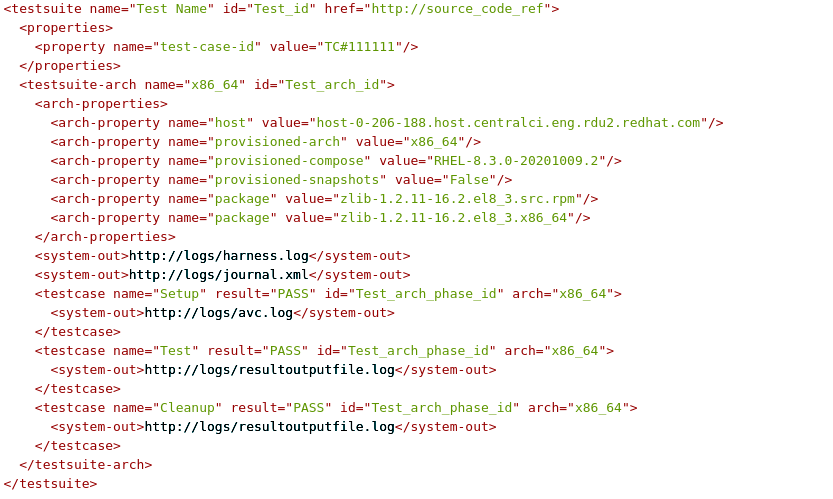 <testsuite name="Test Name" id="Test_id" href="http://source_code_ref">
  <properties>
    <property name="test-case-id" value="TC#111111"/>
  </properties>
  <testsuite-arch name="x86_64" id="Test_arch_id">
    <arch-properties>
      <arch-property name="host" value="host-0-206-188.host.centralci.eng.rdu2.redhat.com"/>
      <arch-property name="provisioned-arch" value="x86_64"/>
      <arch-property name="provisioned-compose" value="RHEL-8.3.0-20201009.2"/>
      <arch-property name="provisioned-snapshots" value="False"/>
      <arch-property name="package" value="zlib-1.2.11-16.2.el8_3.src.rpm"/>
      <arch-property name="package" value="zlib-1.2.11-16.2.el8_3.x86_64"/>
    </arch-properties>
    <system-out>http://logs/harness.log</system-out>
    <system-out>http://logs/journal.xml</system-out>
    <testcase name="Setup" result="PASS" id="Test_arch_phase_id" arch="x86_64">
      <system-out>http://logs/avc.log</system-out>
    </testcase>
    <testcase name="Test" result="PASS" id="Test_arch_phase_id" arch="x86_64">
      <system-out>http://logs/resultoutputfile.log</system-out>
    </testcase>
    <testcase name="Cleanup" result="PASS" id="Test_arch_phase_id" arch="x86_64">
      <system-out>http://logs/resultoutputfile.log</system-out>
    </testcase>
  </testsuite-arch>
</testsuite>